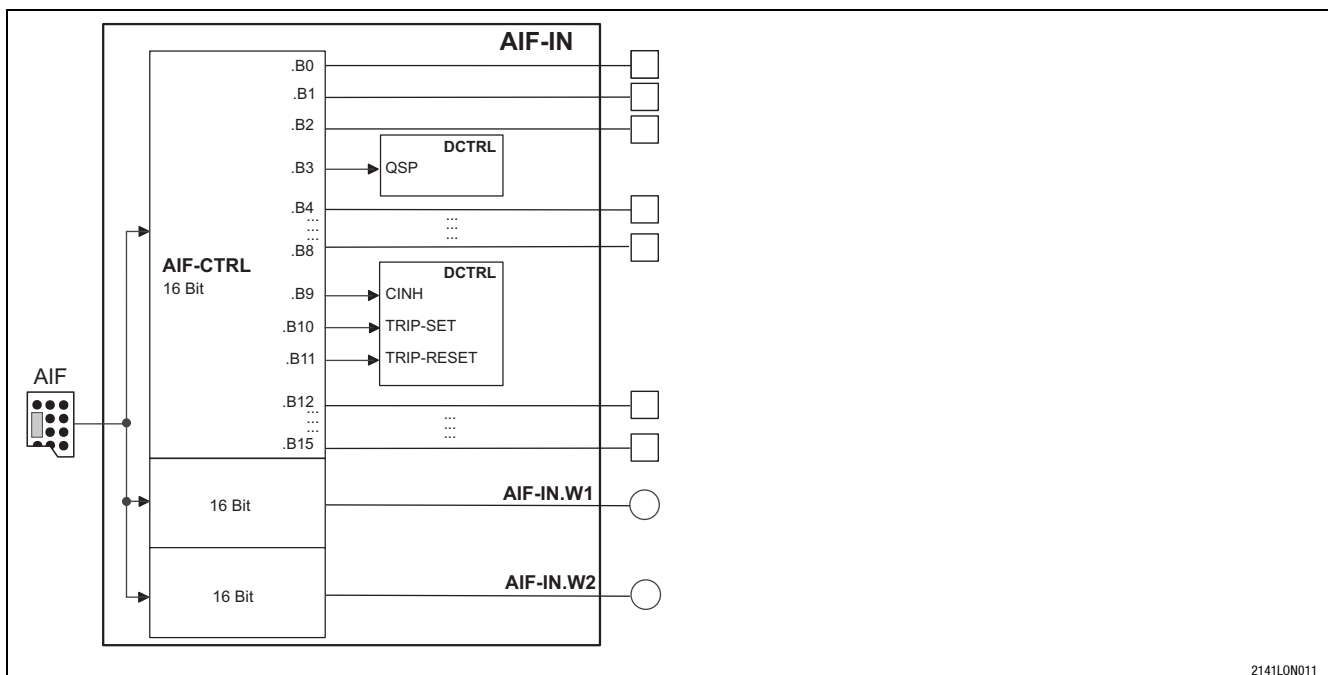 AIF-IN
.B0
.B1
.B2
DCTRL
.B3 QSP
.B4
... ...
... ...
.B8
AIF-CTRL
16 Bit
DCTRL
.B9 CINH
.B10 TRIP-SET
.B11 TRIP-RESET
AIF
.B12
... ...
... ...
.B15
16 Bit AIF-IN.W1
16 Bit AIF-IN.W2
2141LON011